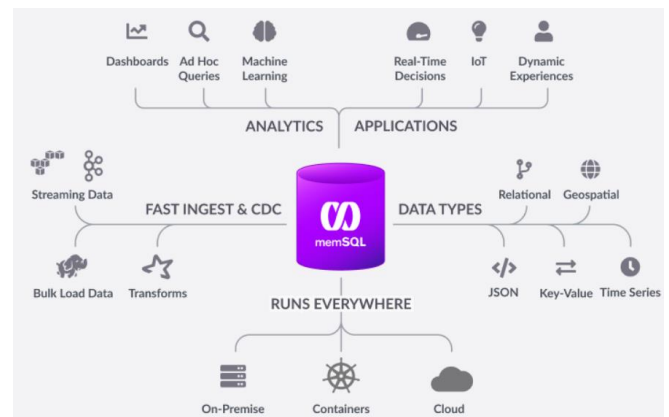 Dashboards
Ad Hoc
Queries
Machine
Learning
Real-Time
Decisions
IoT
Dynamic
Experiences
ANALYTICS
APPLICATIONS
Streaming Data
FAST INGEST & CDC
memSQL
DATA TYPES
Relational
Geospatial
Bulk Load Data
Transforms
JSON
Key-Value
Time Series
RUNS EVERYWHERE
On-Premise
Containers
Cloud